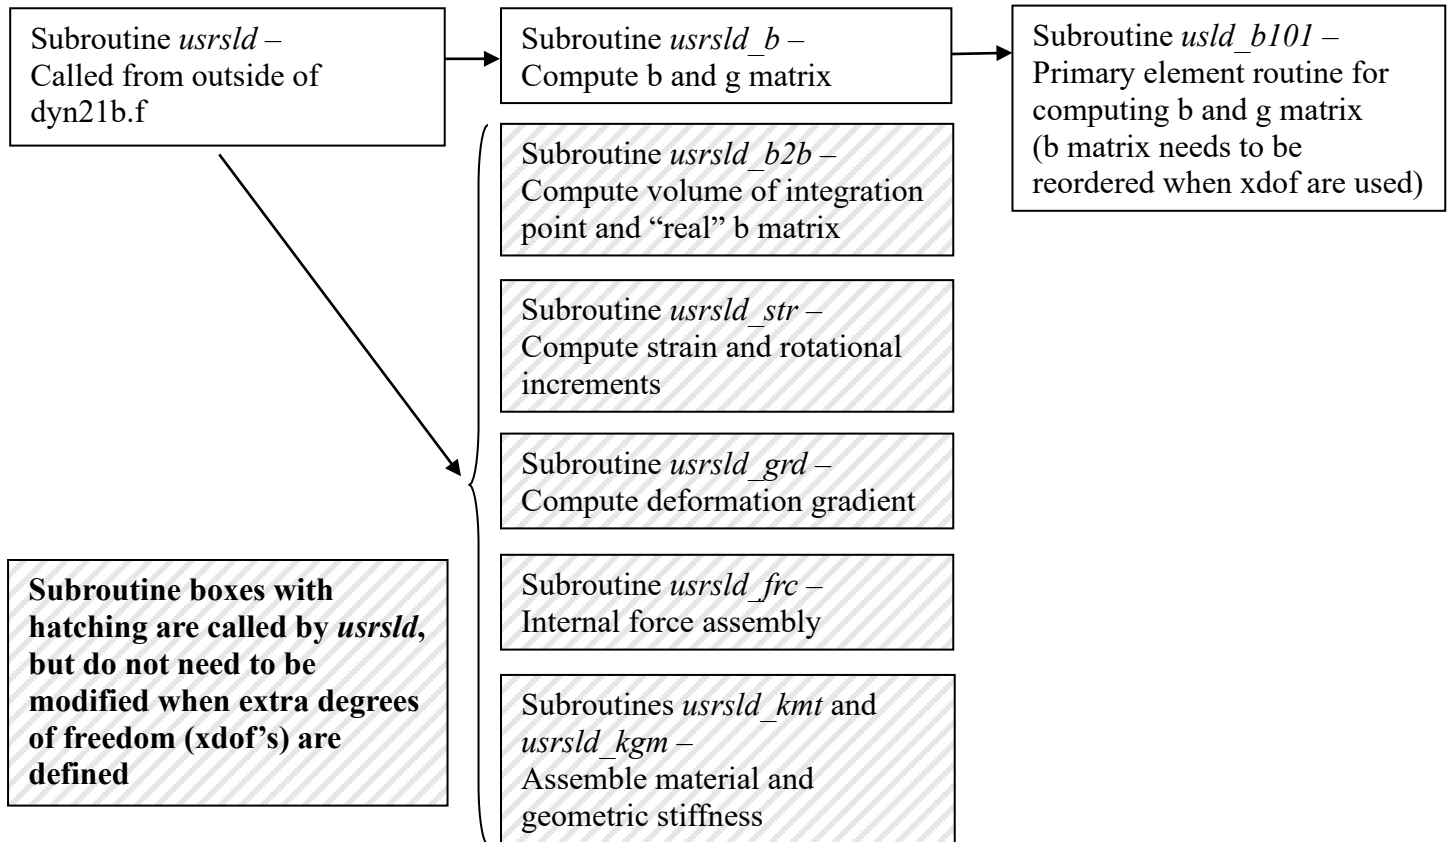 Subroutine usrsld –
Called from outside of
dyn21b.f
Subroutine usrsld_b –
Compute b and g matrix
Subroutine usld_b101 –
Primary element routine for
computing b and g matrix
(b matrix needs to be
reordered when xdof are used)
Subroutine usrsld_b2b –
Compute volume of integration
point and “real” b matrix
Subroutine usrsld_str –
Compute strain and rotational
increments
Subroutine usrsld_grd –
Compute deformation gradient
Subroutine usrsld_frc –
Internal force assembly
Subroutines usrsld_kmt and
usrsld_kgm –
Assemble material and
geometric stiffness
Subroutine boxes with
hatching are called by usrsld,
but do not need to be
modified when extra degrees
of freedom (xdof’s) are
defined